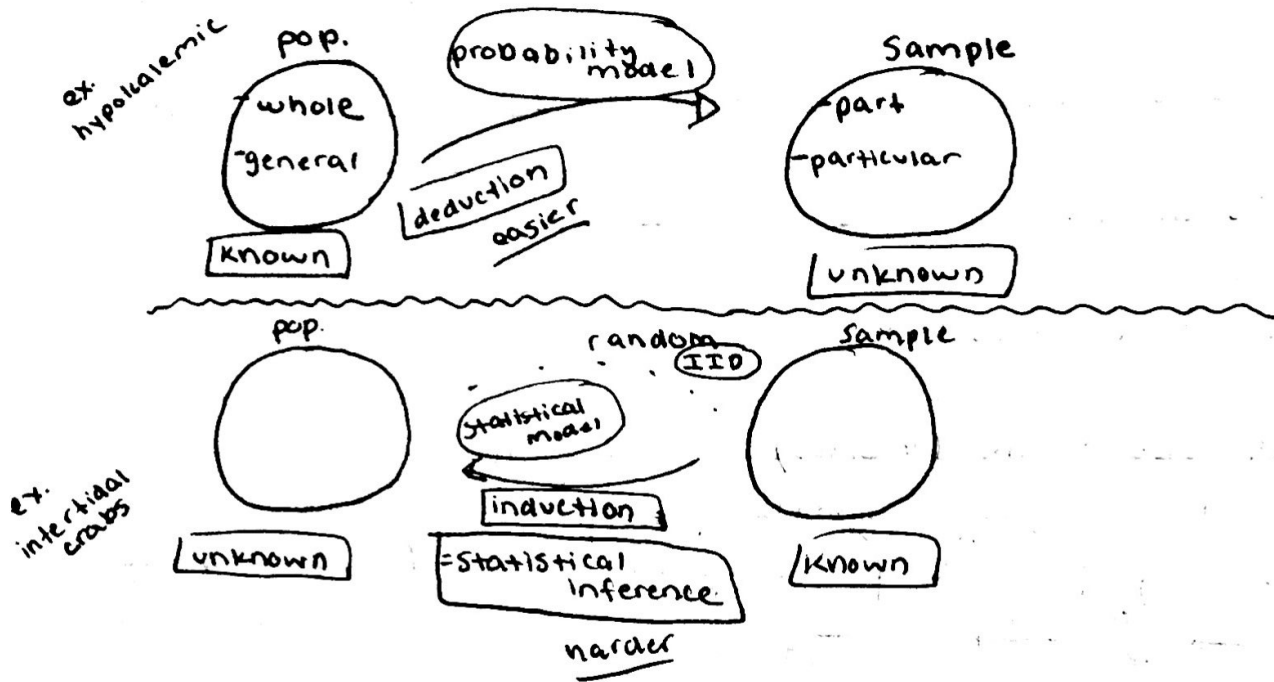 ex.
hypokalemic
pop.
- whole
- general
known
probability
model
deduction
easier
Sample
- part
- particular
unknown
pop.
ex.
intertidal
crabs
unknown
random
IID
statistical
model
induction
= statistical
inference
harder
sample
known